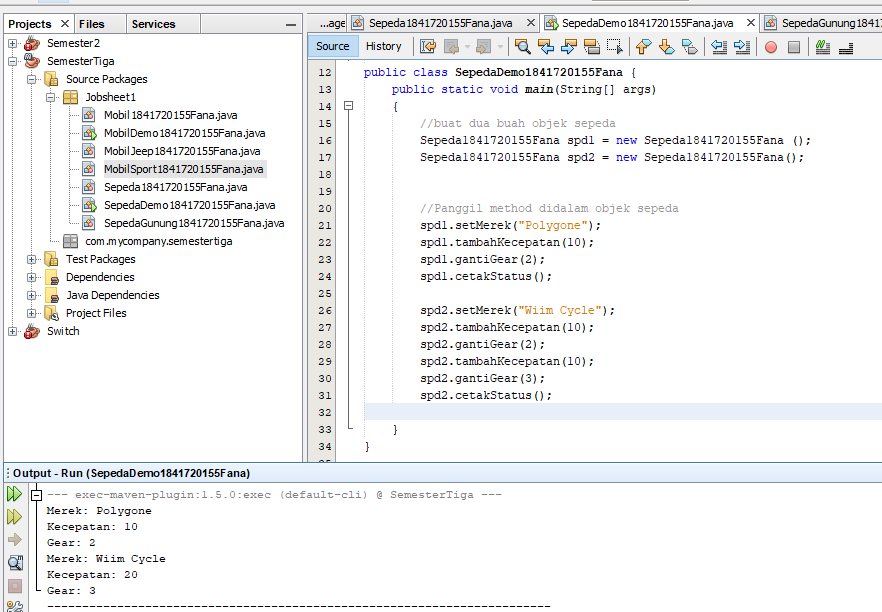 Projects
Files
Services
...age
Sepeda1841720155Fana.java
SepedaDemo1841720155Fana.java
SepedaGunung18417
Semester2
SemesterTiga
Source Packages
Jobsheet1
Mobil1841720155Fana.java
MobilDemo1841720155Fana.java
MobilJeep1841720155Fana.java
MobilSport1841720155Fana.java
Sepeda1841720155Fana.java
SepedaDemo1841720155Fana.java
SepedaGunung1841720155Fana.java
com.mycompany.semestertiga
Test Packages
Dependencies
Java Dependencies
Project Files
Switch
Source
History
12 public class SepedaDemo1841720155Fana {
13 public static void main(String[] args)
14 {
15 //buat dua buah objek sepeda
16 Sepeda1841720155Fana spd1 = new Sepeda1841720155Fana ();
17 Sepeda1841720155Fana spd2 = new Sepeda1841720155Fana();
18
19
20 //Panggil method didalam objek sepeda
21 spd1.setMerek("Polygone");
22 spd1.tambahKecepatan(10);
23 spd1.gantiGear(2);
24 spd1.cetakStatus();
25
26 spd2.setMerek("Wiim Cycle");
27 spd2.tambahKecepatan(10);
28 spd2.gantiGear(2);
29 spd2.tambahKecepatan(10);
30 spd2.gantiGear(3);
31 spd2.cetakStatus();
32
33 }
34 }
Output - Run (SepedaDemo1841720155Fana)
--- exec-maven-plugin:1.5.0:exec (default-cli) @ SemesterTiga ---
Merek: Polygone
Kecepatan: 10
Gear: 2
Merek: Wiim Cycle
Kecepatan: 20
Gear: 3
------------------------------------------------------------------------